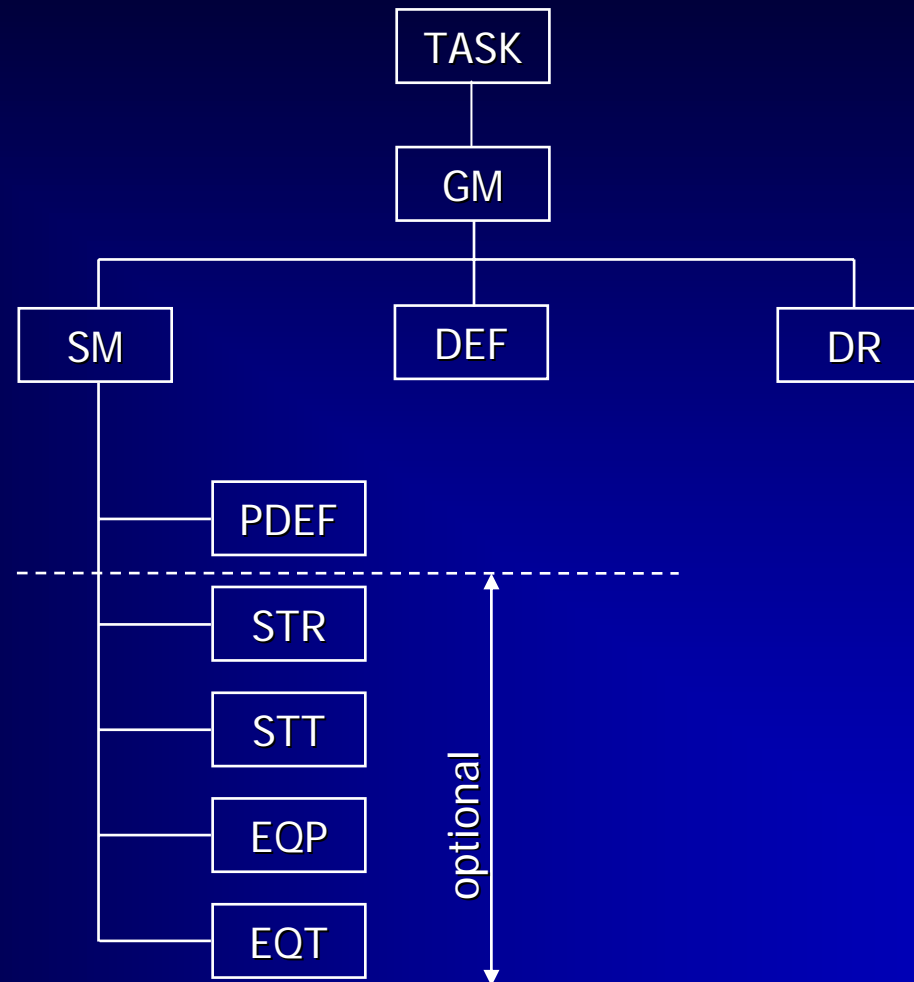 TASK
GM
SM
DEF
DR
PDEF
STR
STT
EQP
EQT
optional